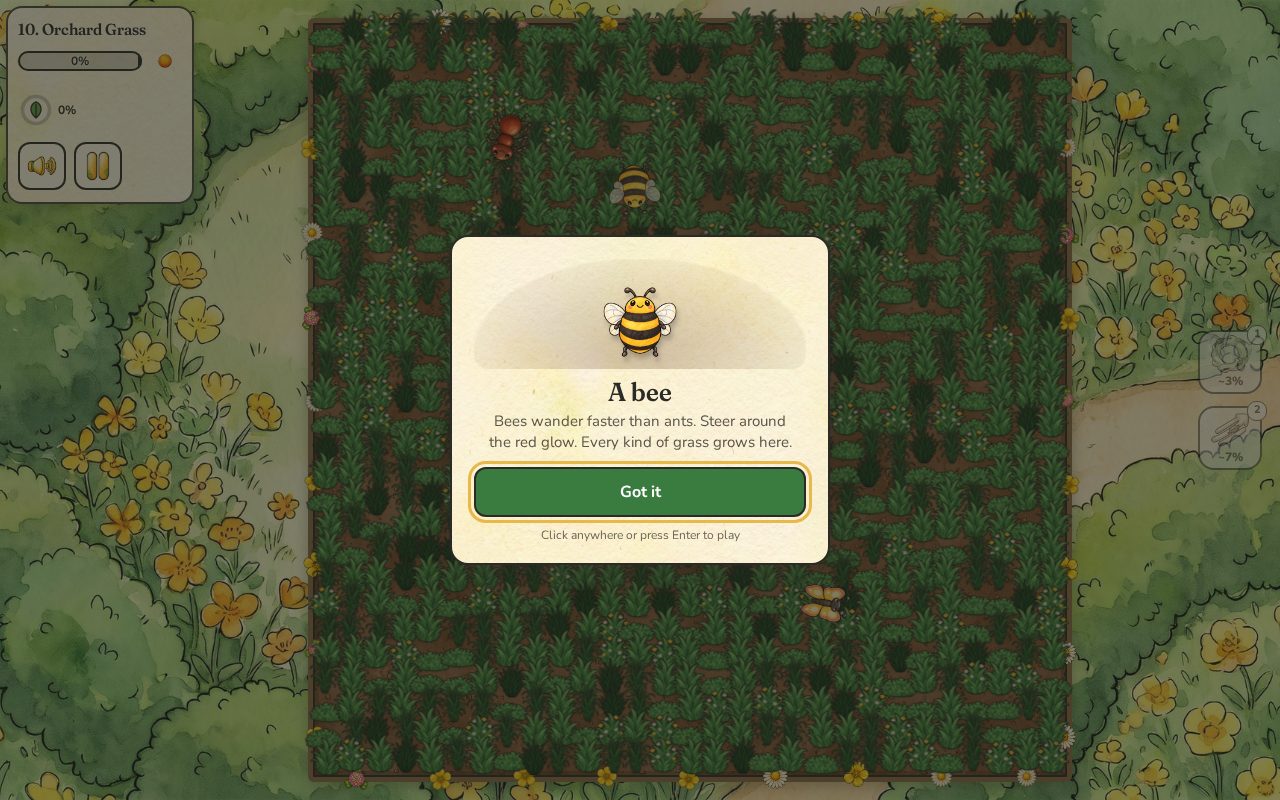 10. Orchard Grass
0%
0%
A bee
Bees wander faster than ants. Steer around
the red glow. Every kind of grass grows here.
Got it
Click anywhere or press Enter to play
1
~3%
2
~7%